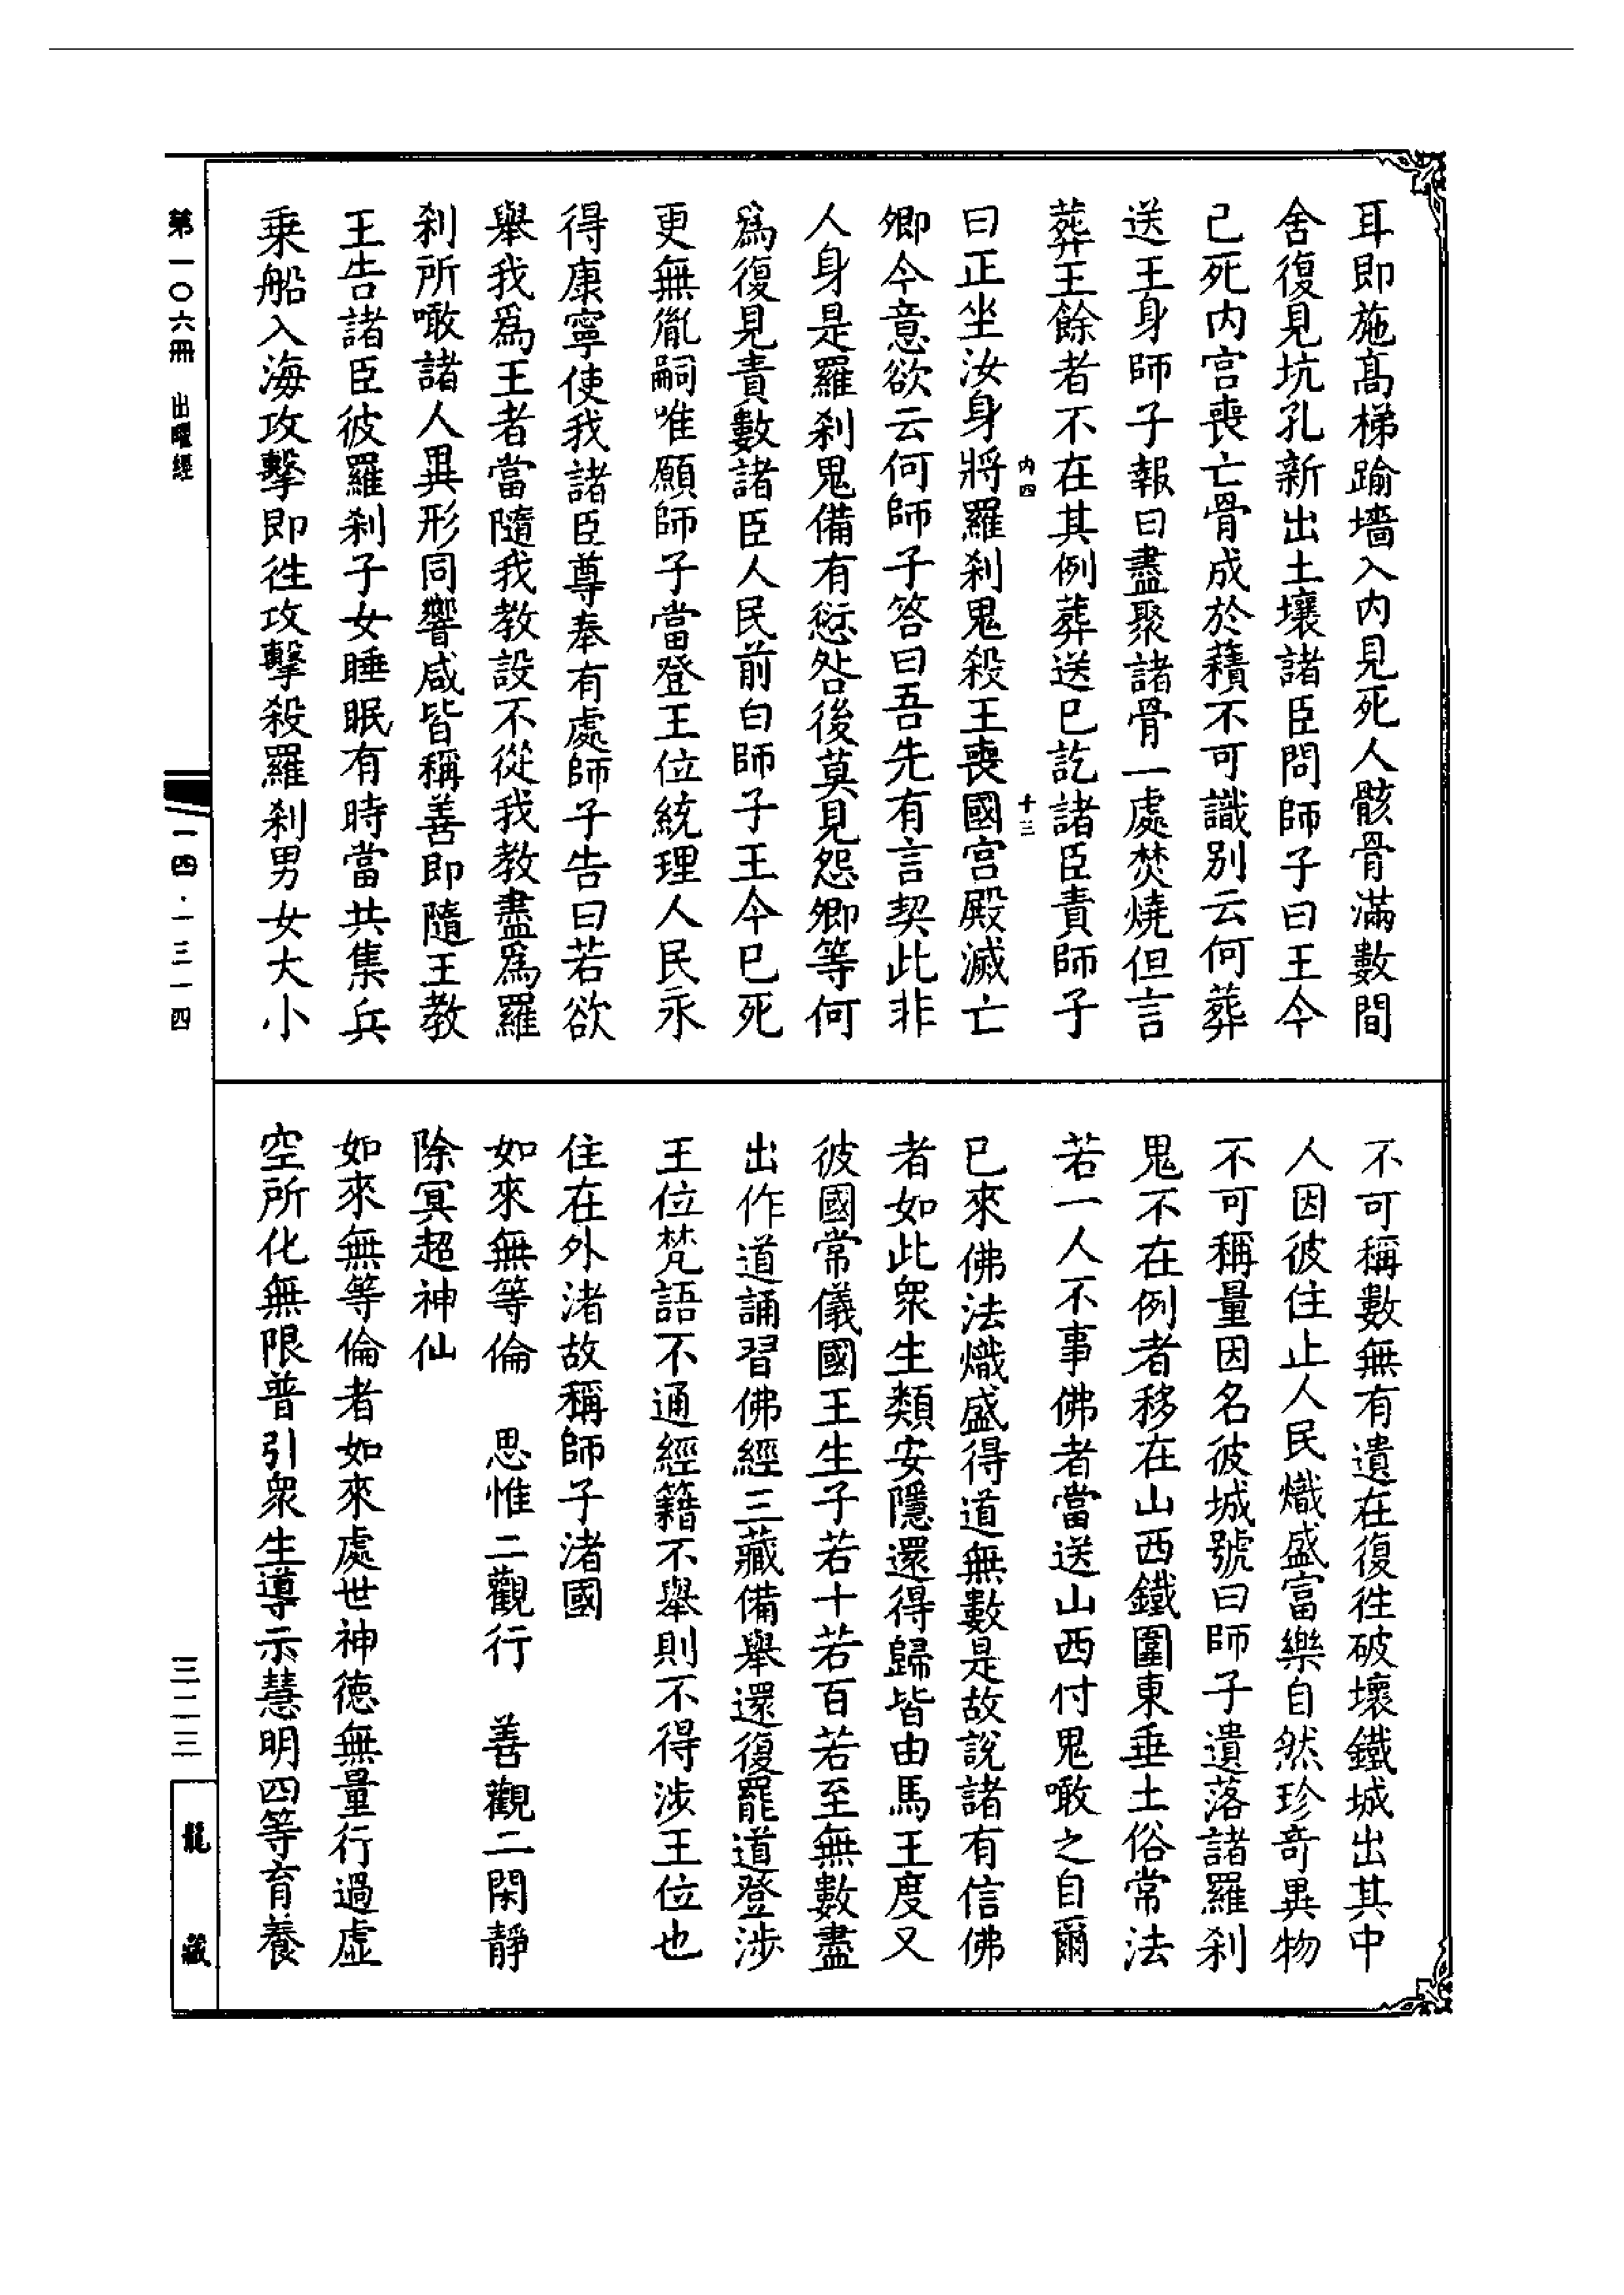 耳即施高梯踰墻入内見死人骸骨滿數間
舍復見坑孔新出土壤諸臣問師子曰王今
已死内宫喪亡骨成於𧂐不可識别云何葬
送王身師子報曰盡聚諸骨一處焚燒但言
葬王餘者不在其例葬送已訖諸臣責師子
内四 十三
曰正坐汝身將羅刹鬼殺王喪國宫殿滅亡
卿今意欲云何師子答曰吾先有言契此非
人身是羅刹鬼備有愆咎後莫見怨卿等何
爲復見責數諸臣人民前白師子王今已死
更無胤嗣唯願師子當登王位統理人民永
得康寧使我諸臣尊奉有處師子告曰若欲
舉我爲王者當隨我教設不從我教盡爲羅
刹所噉諸人異形同響咸皆稱善即隨王教
王告諸臣彼羅刹子女睡眠有時當共集兵
乘船入海攻擊即徃攻擊殺羅刹男女大小
不可稱數無有遺在復徃破壞鐵城出其中
人因彼住止人民熾盛富樂自然珍奇異物
不可稱量因名彼城號曰師子遺落諸羅刹
鬼不在例者移在山西鐵圍東垂土俗常法
若一人不事佛者當送山西付鬼噉之自爾
已來佛法熾盛得道無數是故說諸有信佛
者如此衆生類安隱還得歸皆由馬王度又
彼國常儀國王生子若十若百若至無數盡
出作道誦習佛經三藏備舉還復罷道登涉
王位梵語不通經籍不舉則不得涉王位也
住在外渚故稱師子渚國
如來無等倫　思惟二觀行　善觀二閑靜
除冥超神仙
如來無等倫者如來處世神德無量行過虚
空所化無限普引衆生導示慧明四等育養
第一〇六冊 出曜經
一四·一三一四
三二三
龍藏